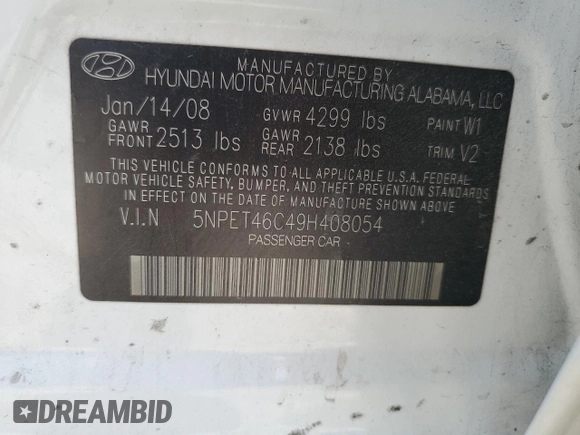 MANUFACTURED BY
HYUNDAI MOTOR MANUFACTURING ALABAMA, LLC
Jan/14/08 GVWR 4299 lbs PAINT W1
GAWR FRONT 2513 lbs GAWR REAR 2138 lbs TRIM V2
THIS VEHICLE CONFORMS TO ALL APPLICABLE U.S.A. FEDERAL
MOTOR VEHICLE SAFETY, BUMPER, AND THEFT PREVENTION STANDARDS
IN EFFECT ON THE DATE OF MANUFACTURE SHOWN ABOVE.
V.I.N 5NPET46C49H408054
PASSENGER CAR
DREAMBID